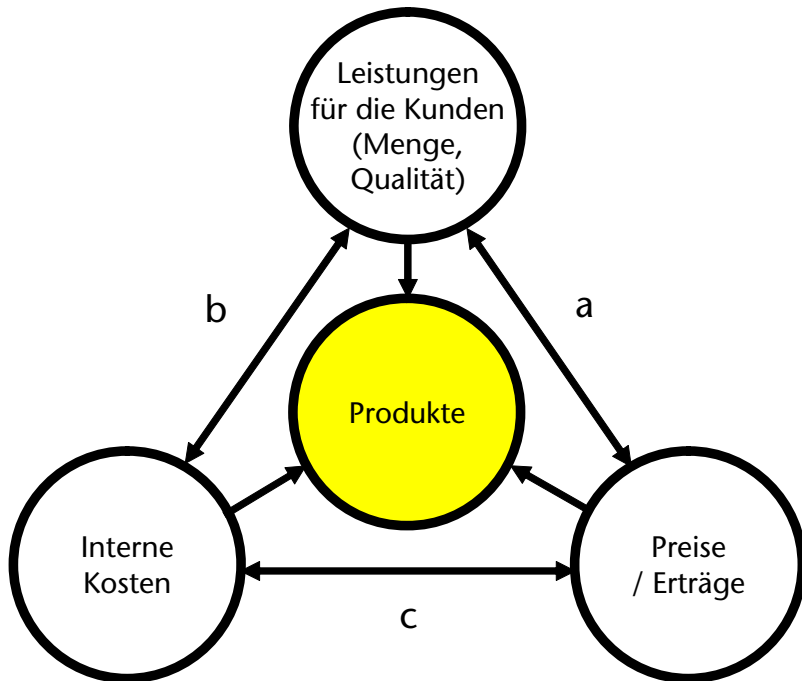 Leistungen
für die Kunden
(Menge,
Qualität)
b
a
Produkte
Interne
Kosten
Preise
/ Erträge
c